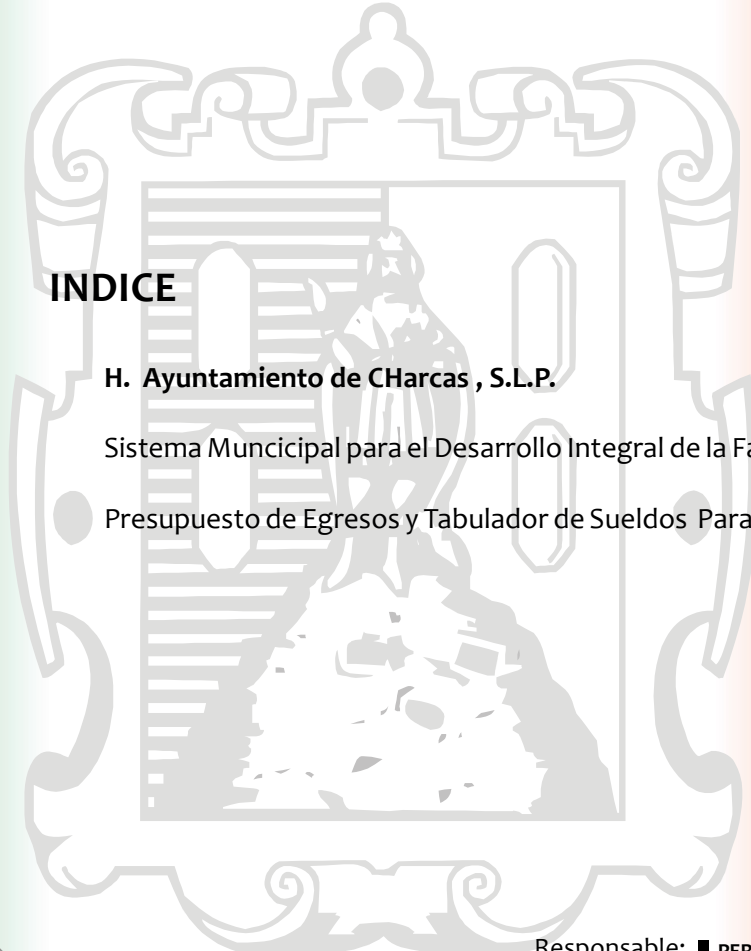 INDICE
H. Ayuntamiento de CHarcas , S.L.P.
Sistema Muncicipal para el Desarrollo Integral de la
Presupuesto de Egresos y Tabulador de Sueldos Para
Responsable: